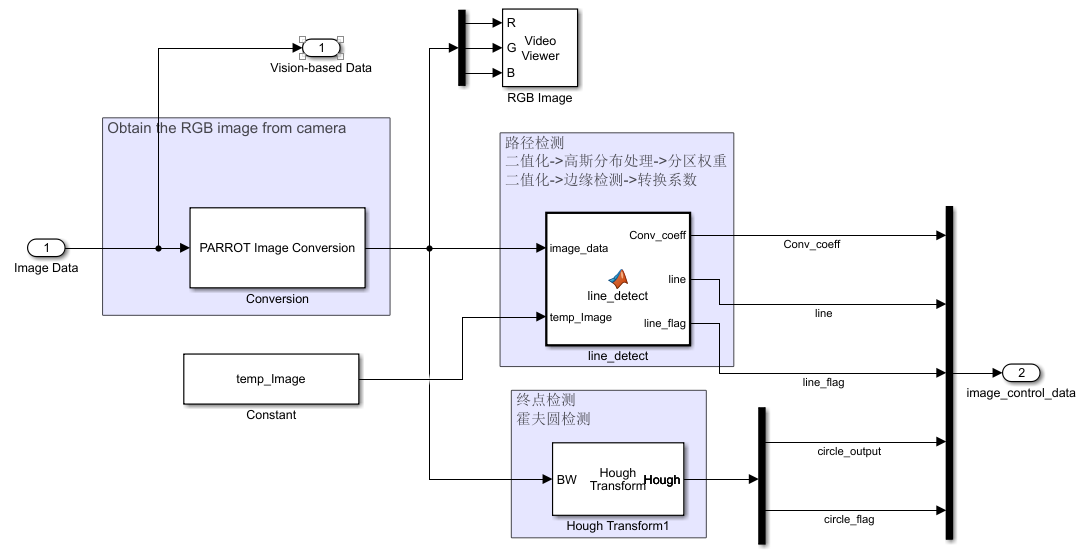 1
Vision-based Data
R
G
B
Video
Viewer
RGB Image
Obtain the RGB image from camera
1
Image Data
PARROT Image Conversion
Conversion
temp_Image
Constant
路径检测
二值化->高斯分布处理->分区权重
二值化->边缘检测->转换系数
image_data
temp_Image
line_detect
Conv_coeff
line
line_flag
line_detect
Conv_coeff
line
line_flag
终点检测
霍夫圆检测
BW
Hough
Transform
Hough
Hough Transform1
circle_output
circle_flag
2
image_control_data